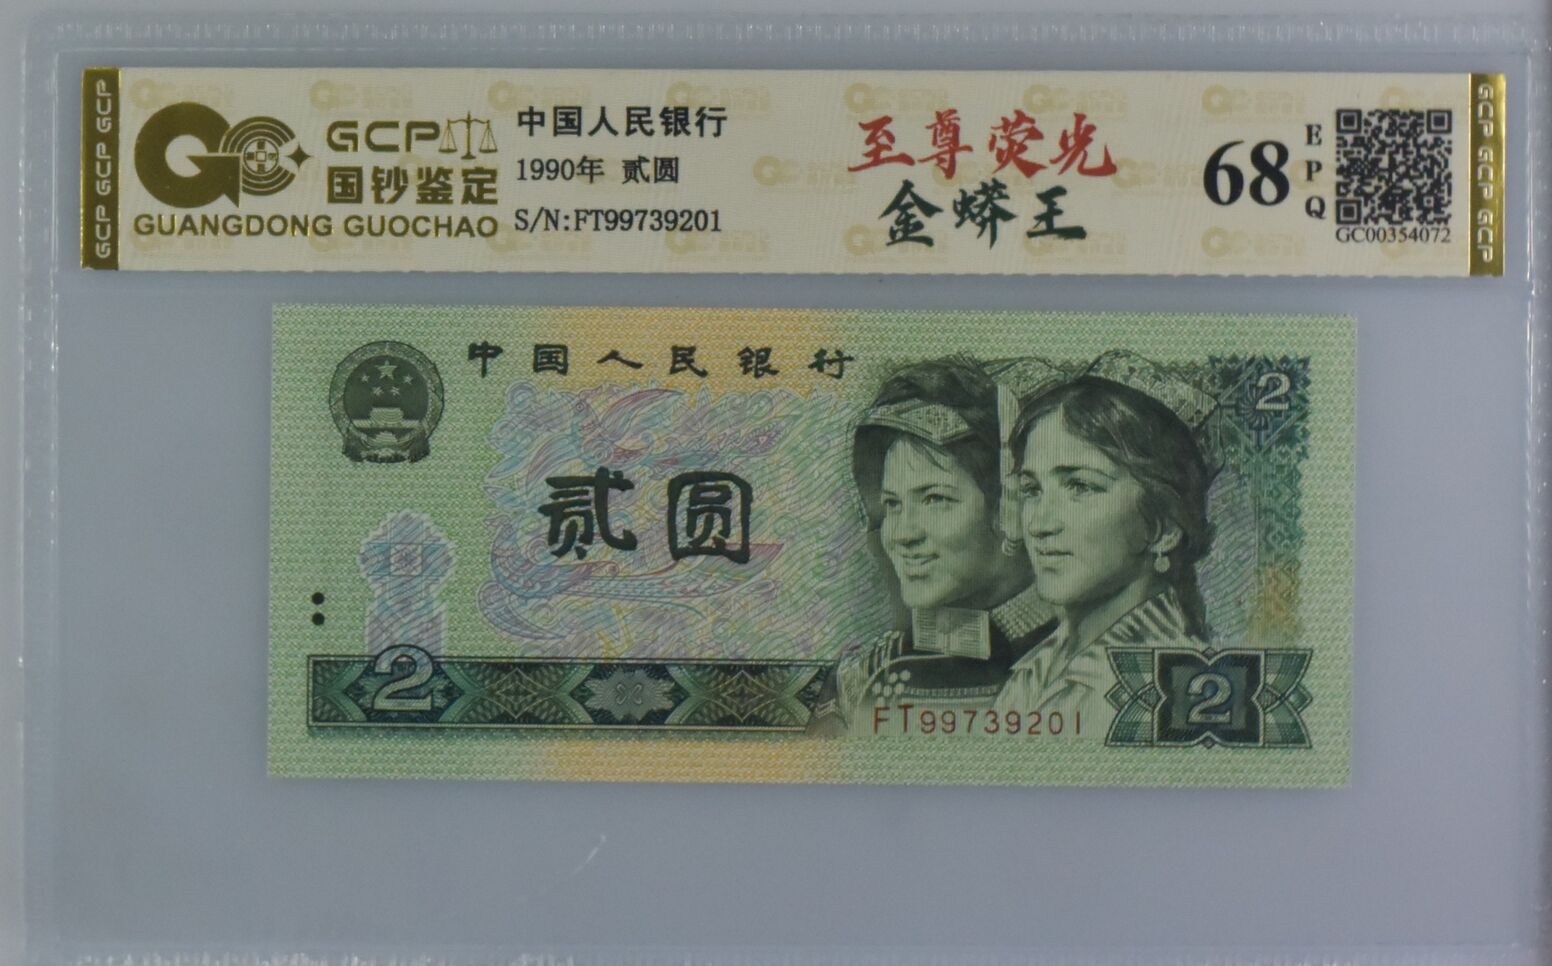 GCP GCP GCP
GCP
国钞鉴定
GUANGDONG GUOCHAO
中国人民银行
1990年 贰圆
S/N:FT99739201
至尊荧光
金蟒王
68
EPQ
GC00354072
GCP GCP GCP
中国人民银行
2
贰圆
2
FT99739201
2